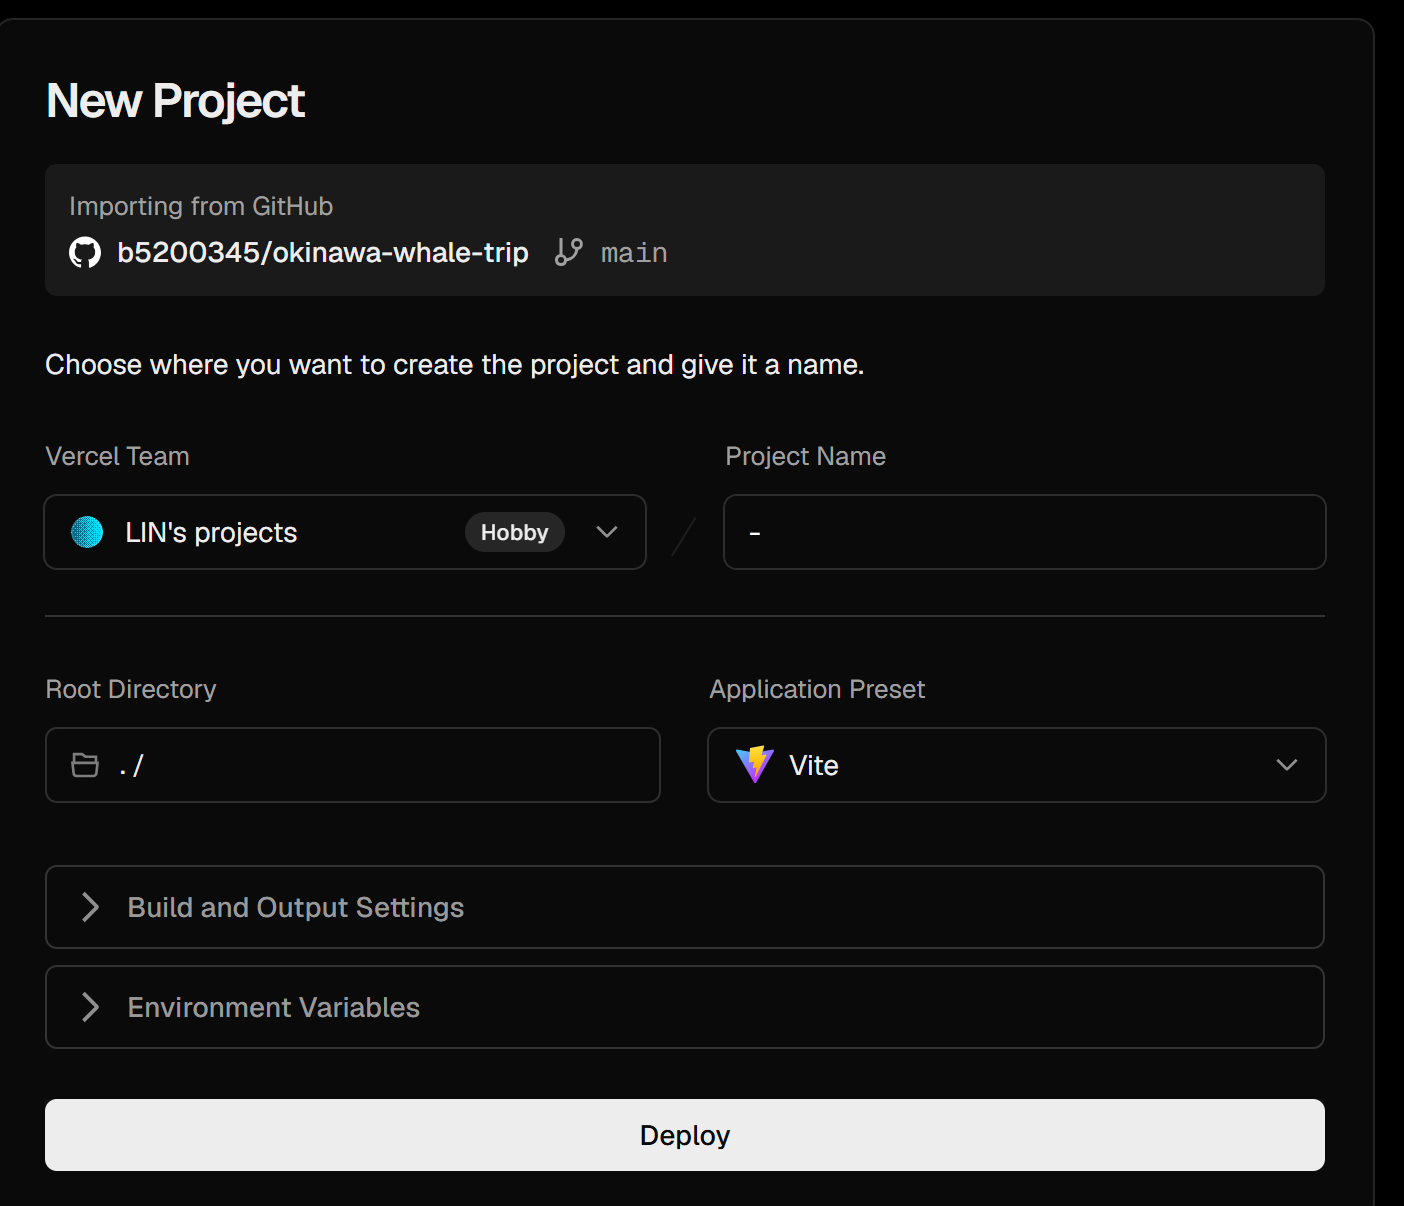 New Project
Importing from GitHub
b5200345/okinawa-whale-trip main
Choose where you want to create the project and give it a name.
Vercel Team
Project Name
LIN's projects Hobby
-
Root Directory
Application Preset
./
Vite
Build and Output Settings
Environment Variables
Deploy